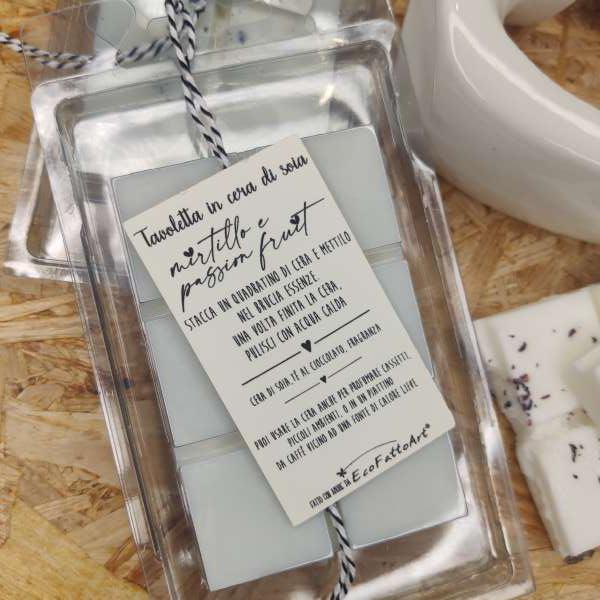 Tavoletta in cera di soia
mirtillo e
passion fruit
STACCA UN QUADRATINO DI CERA E METTILO
NEL BRUCIA ESSENZE.
UNA VOLTA FINITA LA CERA,
PULISCI CON ACQUA CALDA
CERA DI SOIA, TÈ AL CIOCCOLATO, FRAGRANZA
PUOI USARE LA CERA ANCHE PER PROFUMARE CASSETTI,
PICCOLI AMBIENTI, O IN UN PIATTINO
DA CAFFÈ VICINO AD UNA FONTE DI CALORE LIEVE
FATTO CON AMORE DA EcoFattoArt